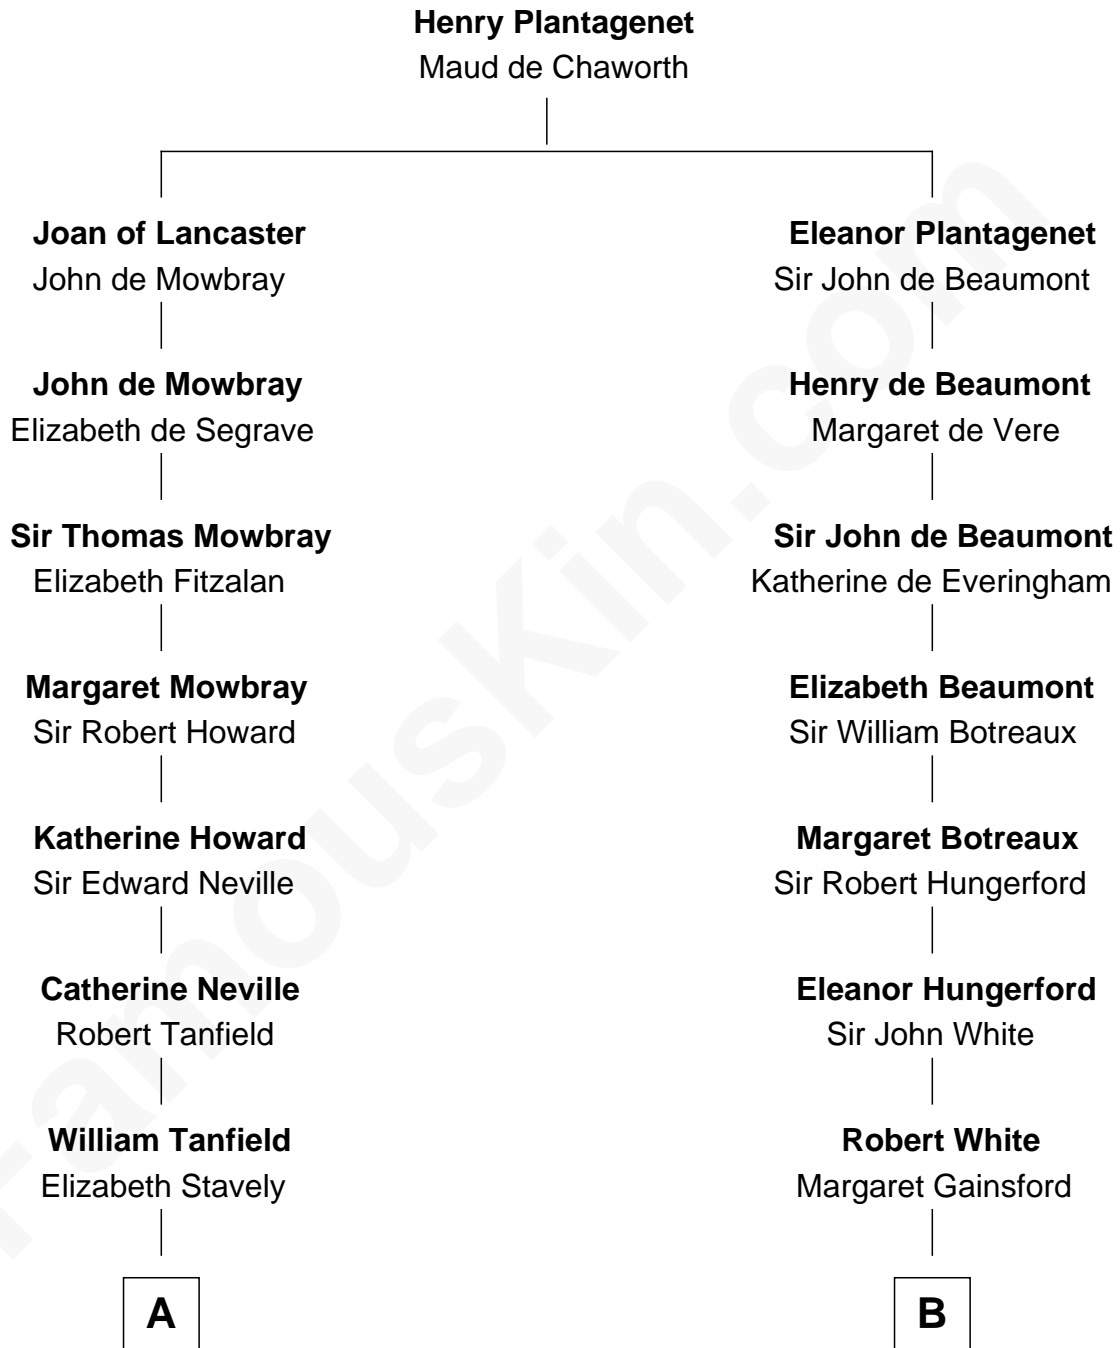 Henry Plantagenet
Maud de Chaworth
Joan of Lancaster
John de Mowbray
Eleanor Plantagenet
Sir John de Beaumont
John de Mowbray
Elizabeth de Segrave
Henry de Beaumont
Margaret de Vere
Sir Thomas Mowbray
Elizabeth Fitzalan
Sir John de Beaumont
Katherine de Everingham
Margaret Mowbray
Sir Robert Howard
Elizabeth Beaumont
Sir William Botreaux
Katherine Howard
Sir Edward Neville
Margaret Botreaux
Sir Robert Hungerford
Catherine Neville
Robert Tanfield
Eleanor Hungerford
Sir John White
William Tanfield
Elizabeth Stavely
Robert White
Margaret Gainsford
A
B
FamousKin.com